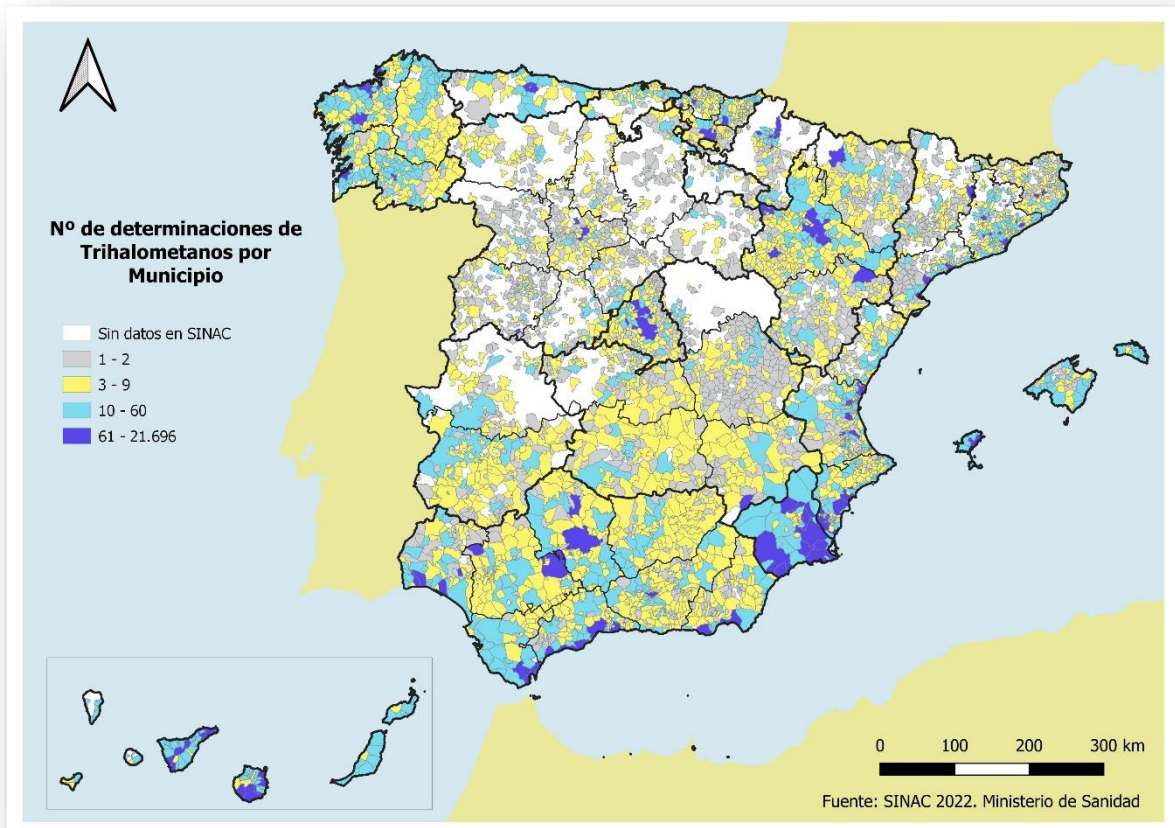 Nº de determinaciones de
Trihalometanos por
Municipio
Sin datos en SINAC
1 - 2
3 - 9
10 - 60
61 - 21.696
0 100 200 300 km
Fuente: SINAC 2022. Ministerio de Sanidad